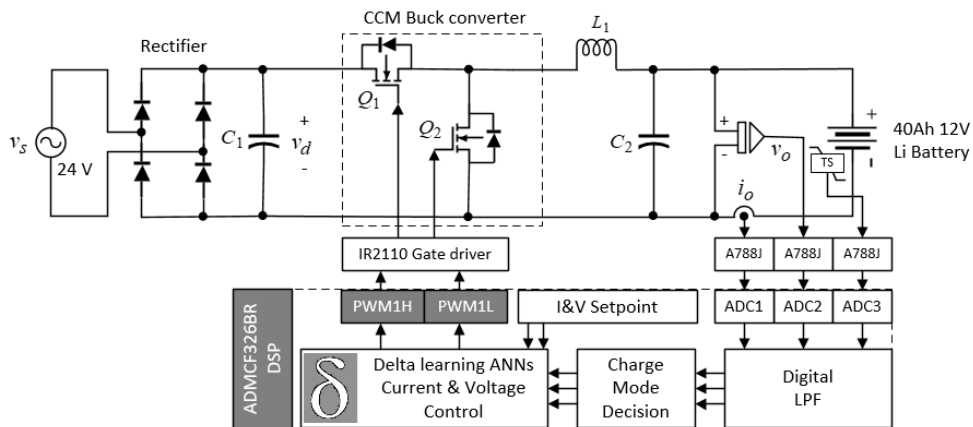 CCM Buck converter
Rectifier
L1
Q1
Q2
vs
24 V
C1
+
vd
-
C2
+
-
vo
+
-
TS
40Ah 12V
Li Battery
io
IR2110 Gate driver
A788J A788J A788J
ADMCF326BR
DSP
PWM1H PWM1L
I&V Setpoint
ADC1 ADC2 ADC3
δ
Delta learning ANNs
Current & Voltage
Control
Charge
Mode
Decision
Digital
LPF